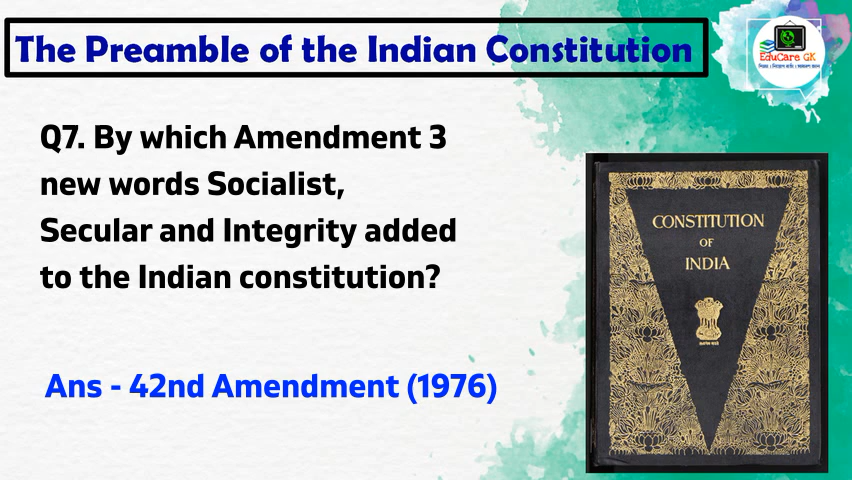 The Preamble of the Indian Constitution
EduCare GK
Q7. By which Amendment 3
new words Socialist,
Secular and Integrity added
to the Indian constitution?
Ans - 42nd Amendment (1976)
CONSTITUTION
OF
INDIA